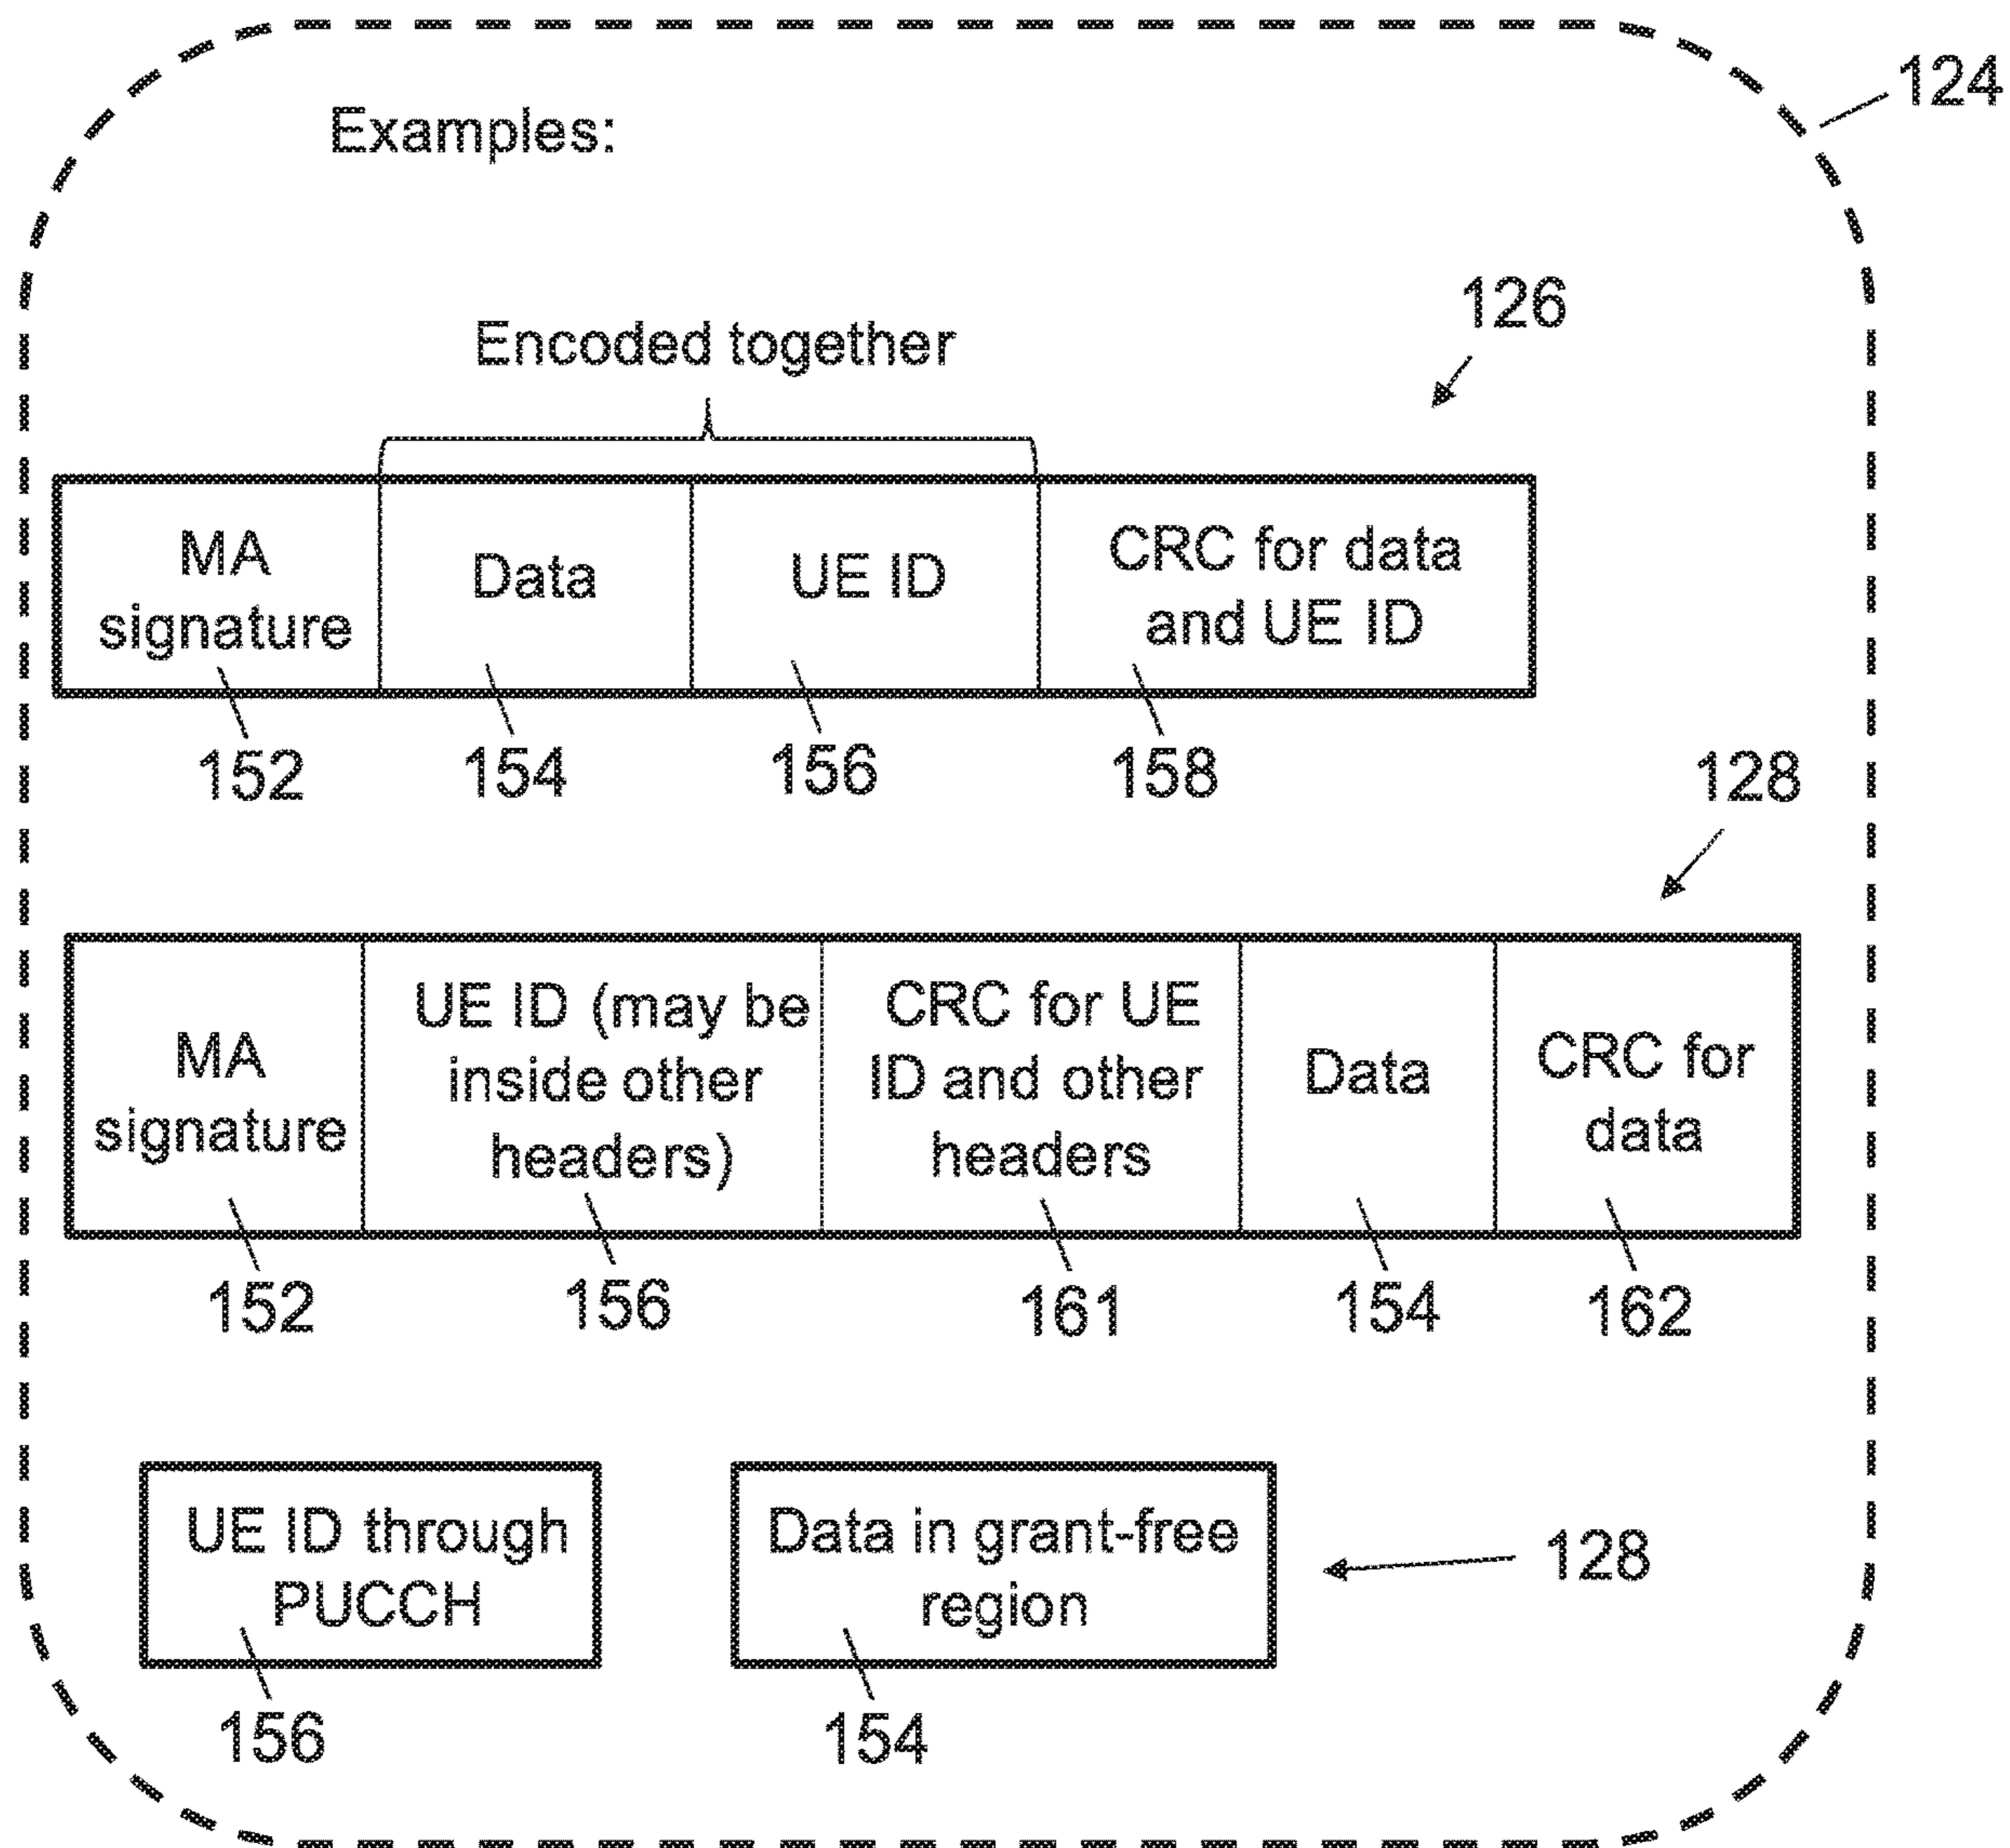 124
Examples:
126
Encoded together
MA
signature
Data
UE ID
CRC for data
and UE ID
152
154
156
158
128
MA
signature
UE ID (may be
inside other
headers)
CRC for UE
ID and other
headers
Data
CRC for
data
152
156
161
154
162
UE ID through
PUCCH
Data in grant-free
region
128
156
154